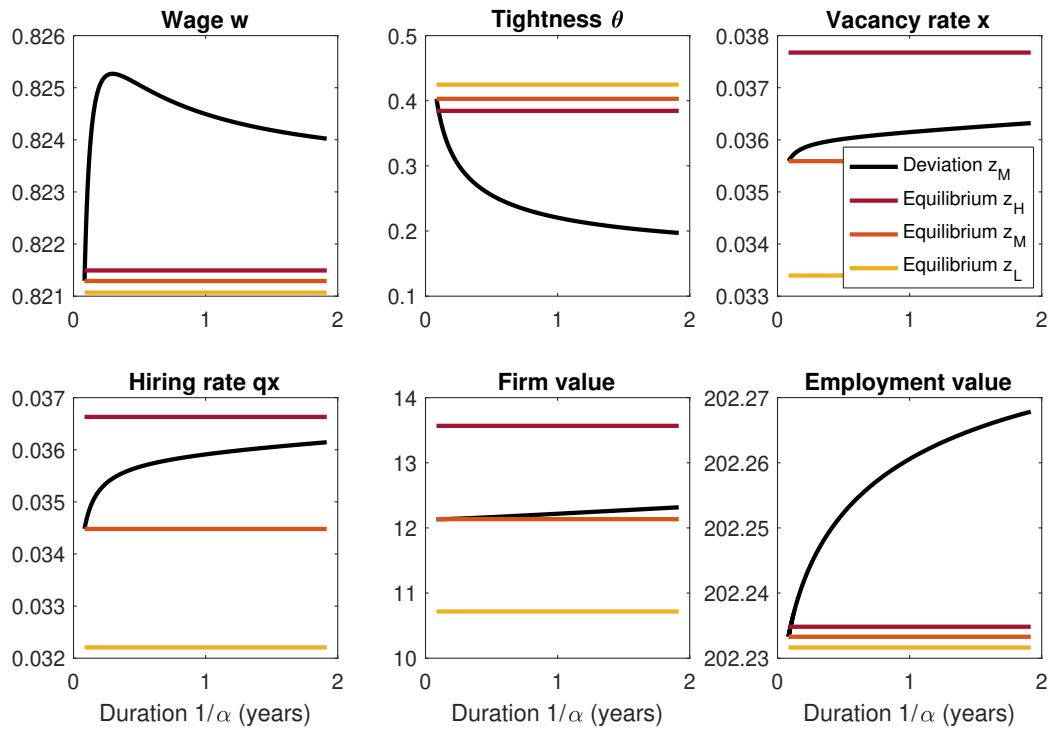 Wage w
0.826
0.825
0.824
0.823
0.822
0.821
0 1 2
Tightness θ
0.5
0.4
0.3
0.2
0.1
0 1 2
Vacancy rate x
0.038
0.037
0.036
0.035
0.034
0.033
0 1 2
Deviation z_M
Equilibrium z_H
Equilibrium z_M
Equilibrium z_L
Hiring rate qx
0.037
0.036
0.035
0.034
0.033
0.032
0 1 2
Duration 1/α (years)
Firm value
14
13
12
11
10
0 1 2
Duration 1/α (years)
Employment value
202.27
202.26
202.25
202.24
202.23
0 1 2
Duration 1/α (years)